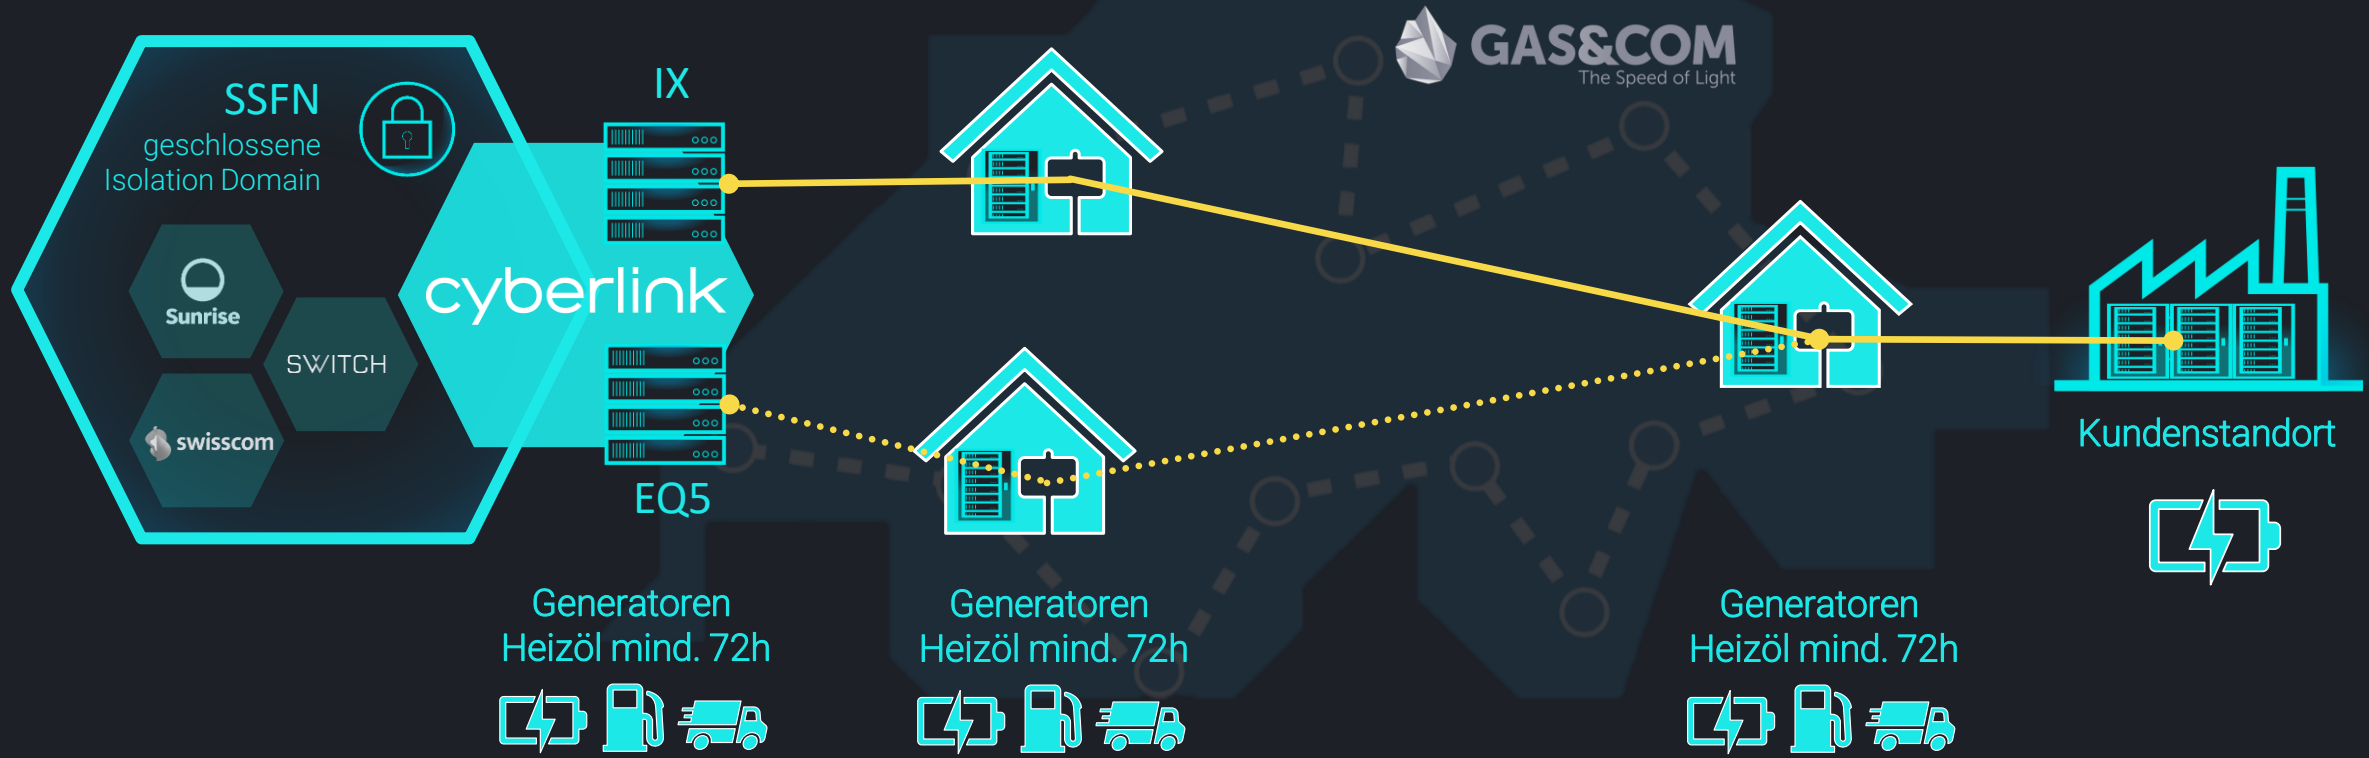 SSFN
geschlossene
Isolation Domain
Sunrise
SWITCH
swisscom
cyberlink
IX
EQ5
GAS&COM
The Speed of Light
Kundenstandort
Generatoren
Heizöl mind. 72h
Generatoren
Heizöl mind. 72h
Generatoren
Heizöl mind. 72h